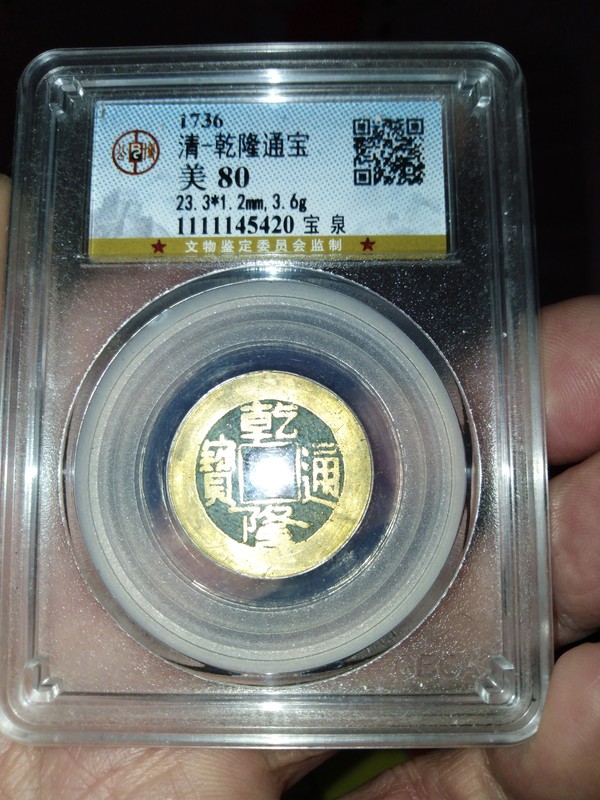 1736
清-乾隆通宝
美 80
23.3*1.2mm, 3.6g
1111145420 宝 泉
★ 文物鉴定委员会监制 ★
乾
寶 通
隆